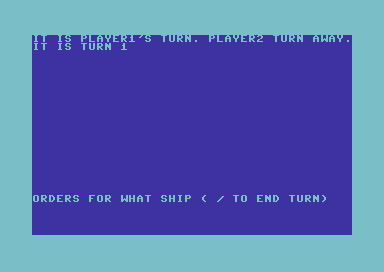 IT IS PLAYER1'S TURN. PLAYER2 TURN AWAY.
IT IS TURN 1
ORDERS FOR WHAT SHIP ( / TO END TURN)